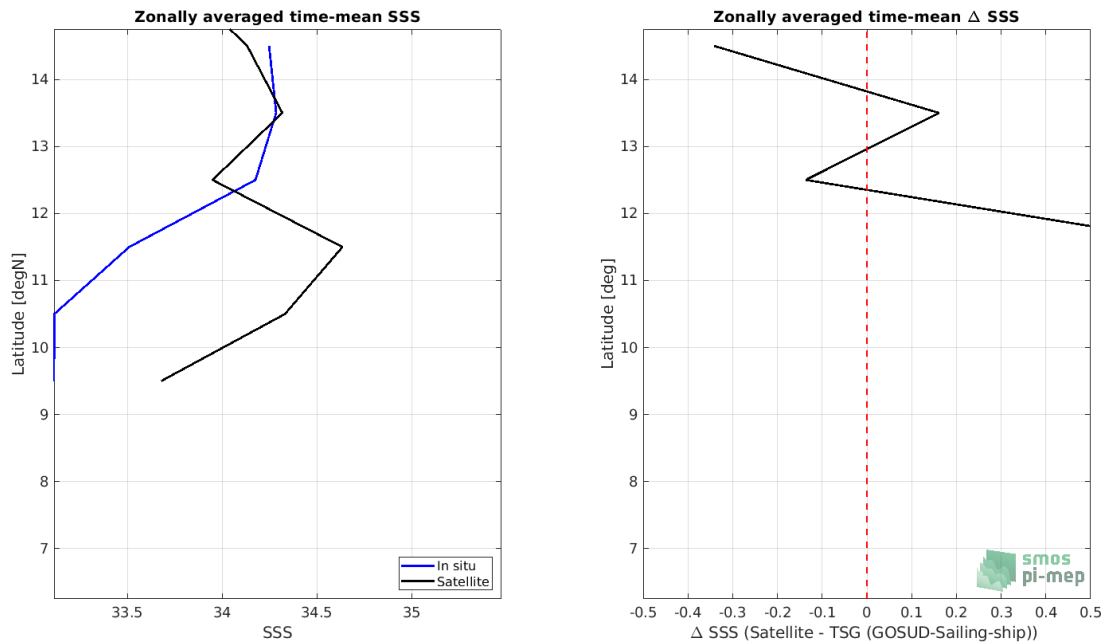 Zonally averaged time-mean SSS
Latitude [degN]
14
13
12
11
10
9
8
7
33.5 34 34.5 35
SSS
In situ
Satellite
Zonally averaged time-mean Δ SSS
Latitude [deg]
14
13
12
11
10
9
8
7
-0.5 -0.4 -0.3 -0.2 -0.1 0 0.1 0.2 0.3 0.4 0.5
Δ SSS (Satellite - TSG (GOSUD-Sailing-ship))
smos
pi-mep